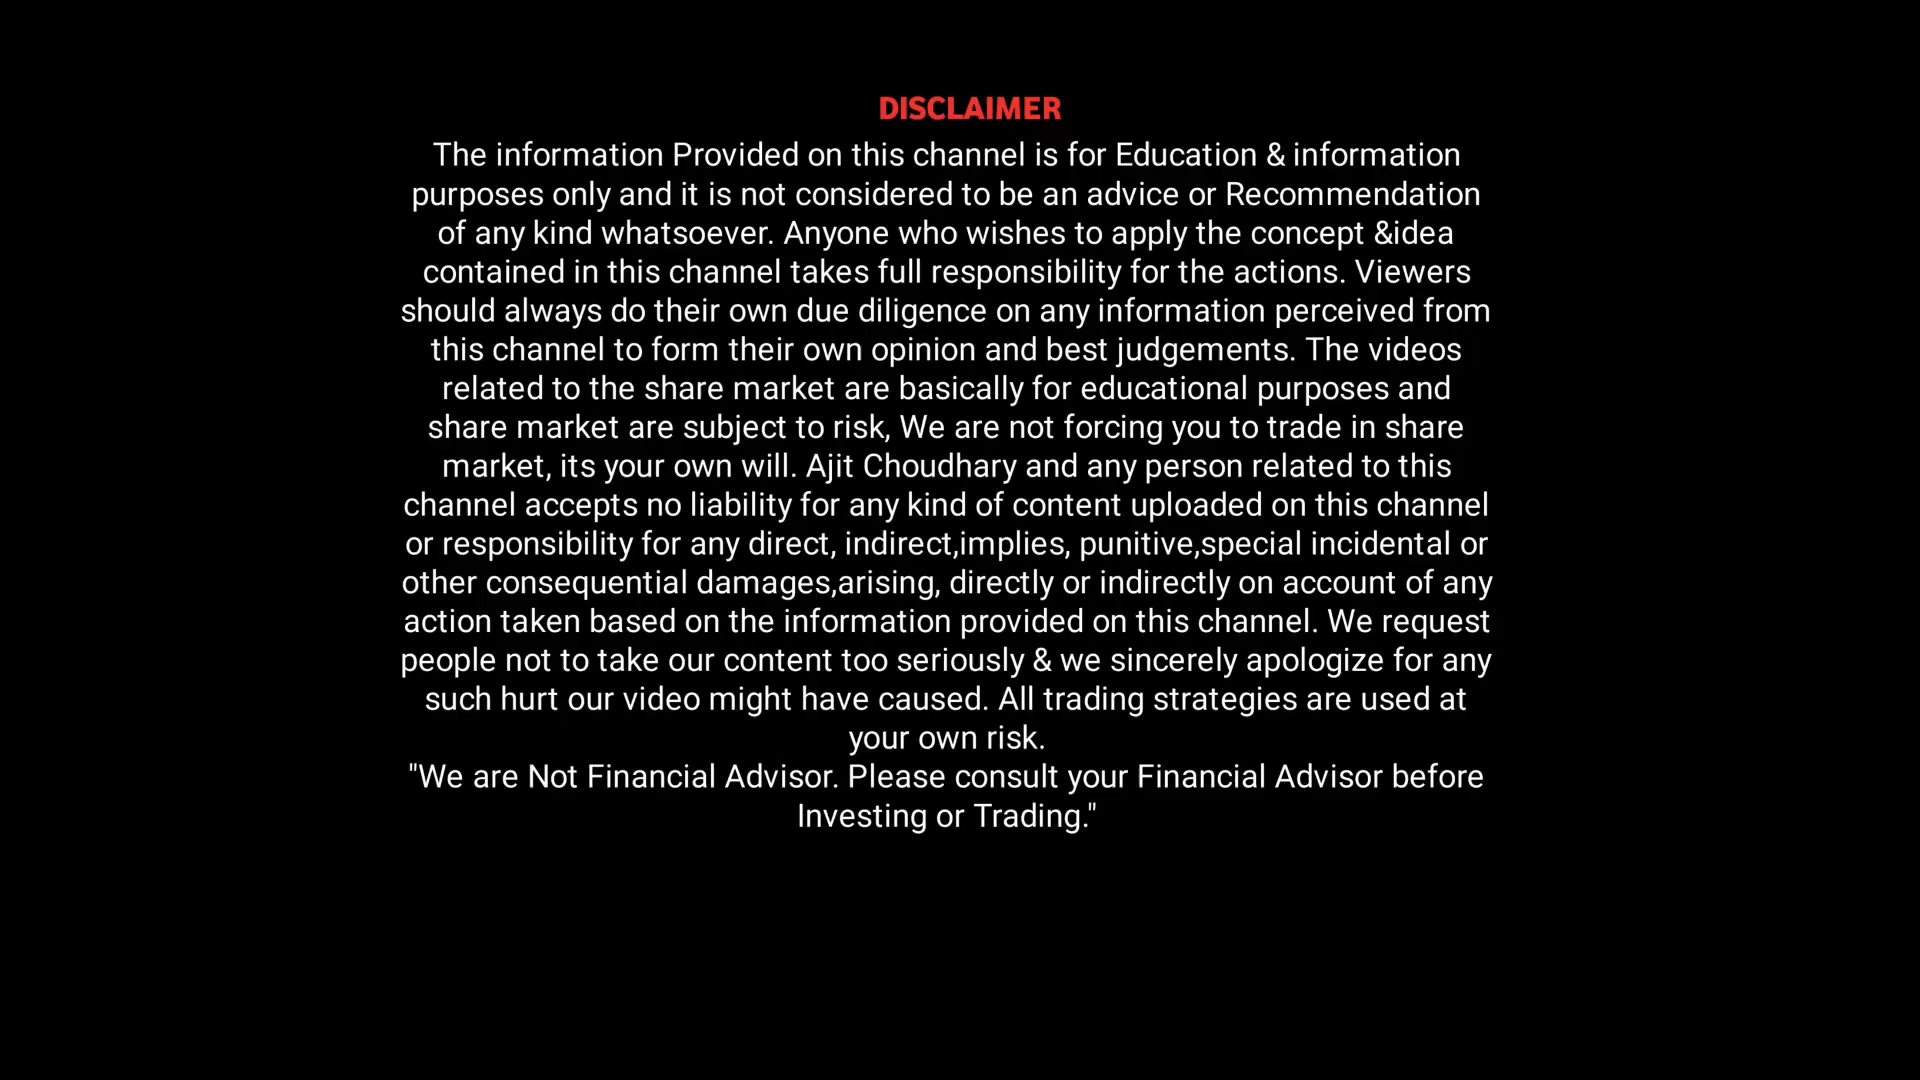 DISCLAIMER
The information Provided on this channel is for Education & information
purposes only and it is not considered to be an advice or Recommendation
of any kind whatsoever. Anyone who wishes to apply the concept &idea
contained in this channel takes full responsibility for the actions. Viewers
should always do their own due diligence on any information perceived from
this channel to form their own opinion and best judgements. The videos
related to the share market are basically for educational purposes and
share market are subject to risk, We are not forcing you to trade in share
market, its your own will. Ajit Choudhary and any person related to this
channel accepts no liability for any kind of content uploaded on this channel
or responsibility for any direct, indirect,implies, punitive,special incidental or
other consequential damages,arising, directly or indirectly on account of any
action taken based on the information provided on this channel. We request
people not to take our content too seriously & we sincerely apologize for any
such hurt our video might have caused. All trading strategies are used at
your own risk.
"We are Not Financial Advisor. Please consult your Financial Advisor before
Investing or Trading."